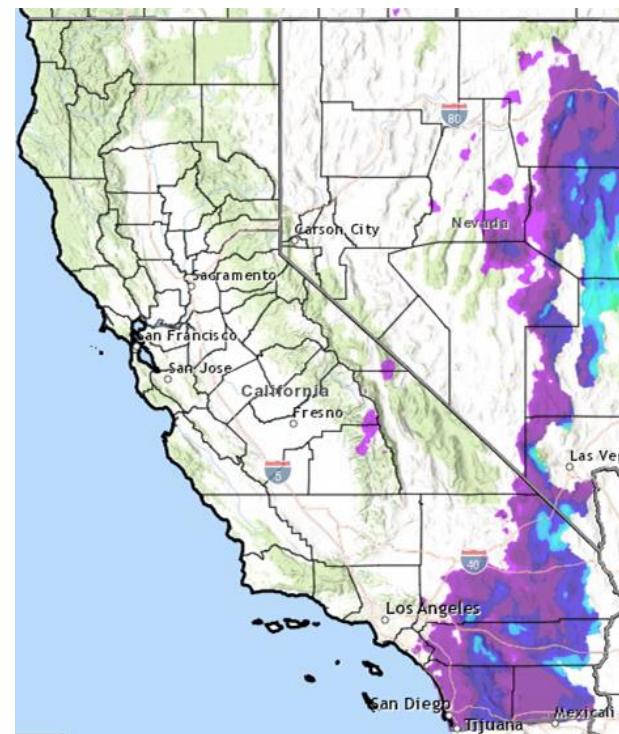 80
Carson City
Nevada
Sacramento
San Francisco
San Jose
California
Fresno
5
Las Ve
40
Los Angeles
San Diego
Mexicali
Tijuana